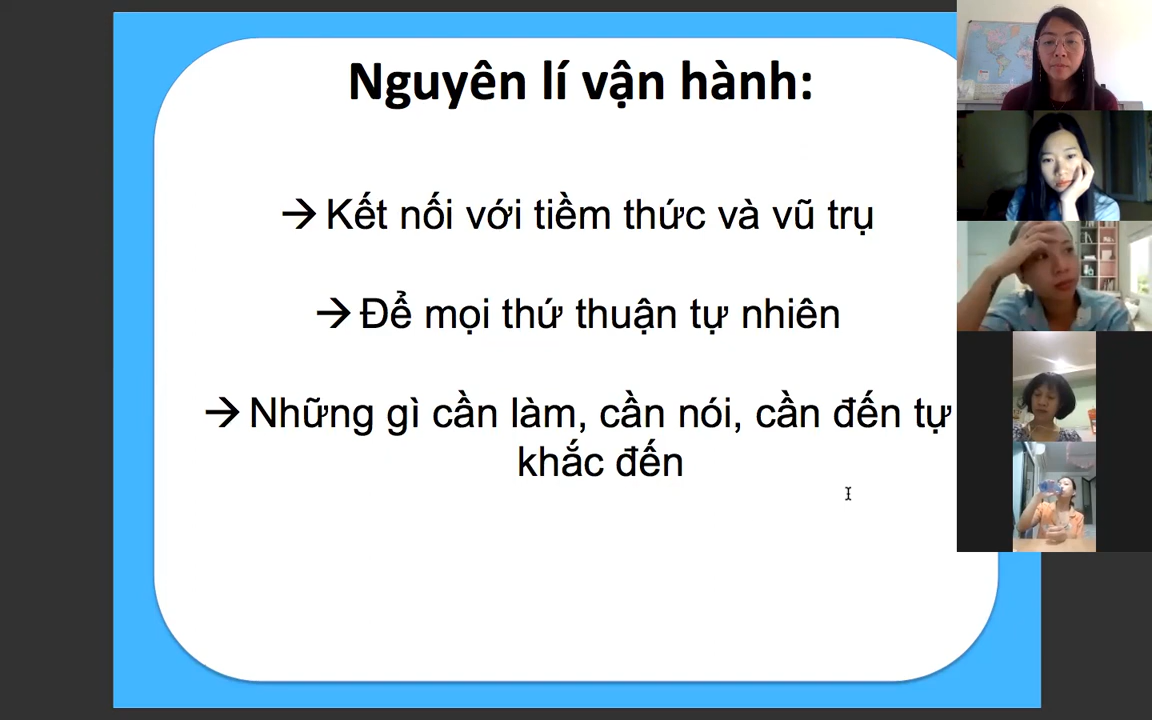 Nguyên lí vận hành:
→ Kết nối với tiềm thức và vũ trụ
→ Để mọi thứ thuận tự nhiên
→ Những gì cần làm, cần nói, cần đến tự
khắc đến